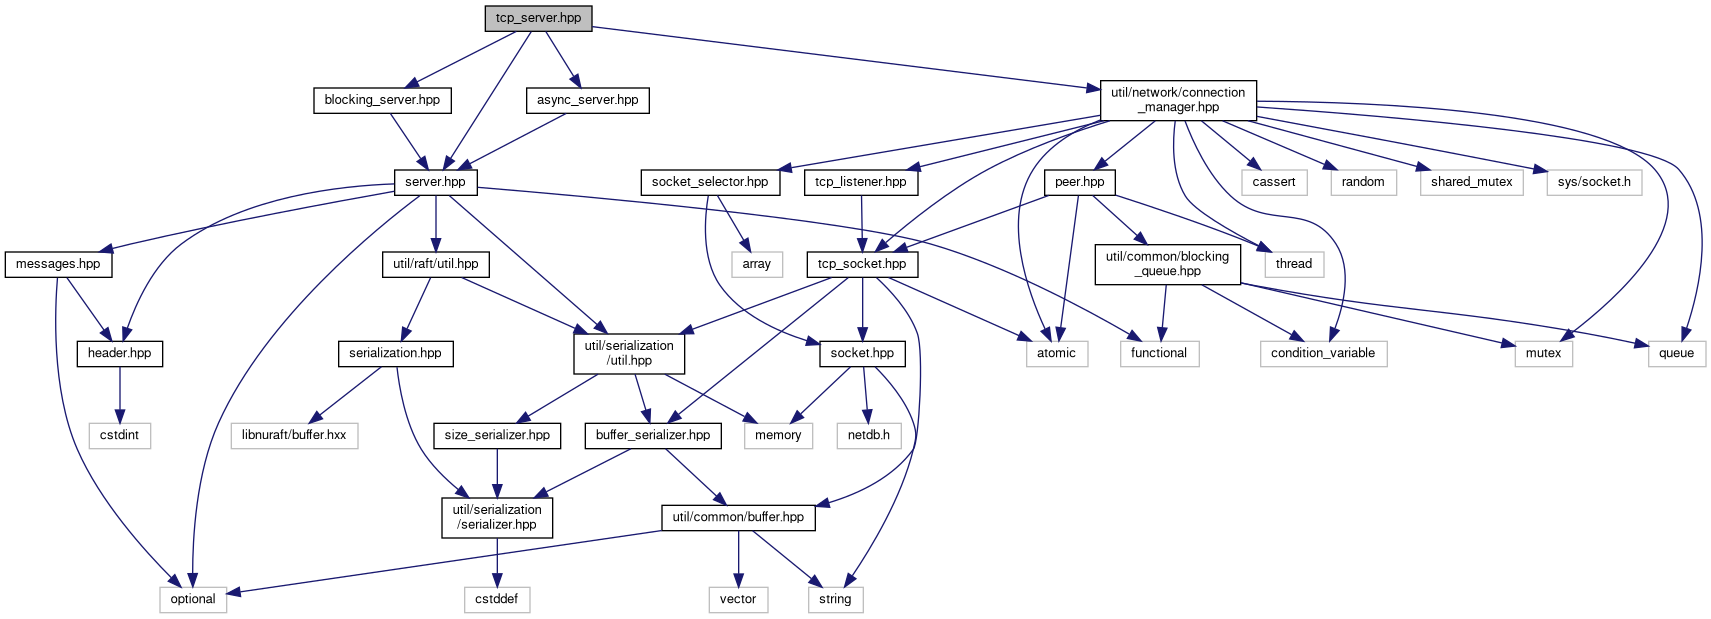 tcp_server.hpp
blocking_server.hpp
async_server.hpp
util/network/connection
_manager.hpp
server.hpp
socket_selector.hpp
tcp_listener.hpp
peer.hpp
cassert
random
shared_mutex
sys/socket.h
messages.hpp
util/raft/util.hpp
array
tcp_socket.hpp
util/common/blocking
_queue.hpp
thread
header.hpp
serialization.hpp
util/serialization
/util.hpp
socket.hpp
atomic
functional
condition_variable
mutex
queue
cstdint
libnuraft/buffer.hxx
size_serializer.hpp
buffer_serializer.hpp
memory
netdb.h
util/serialization
/serializer.hpp
util/common/buffer.hpp
optional
cstddef
vector
string